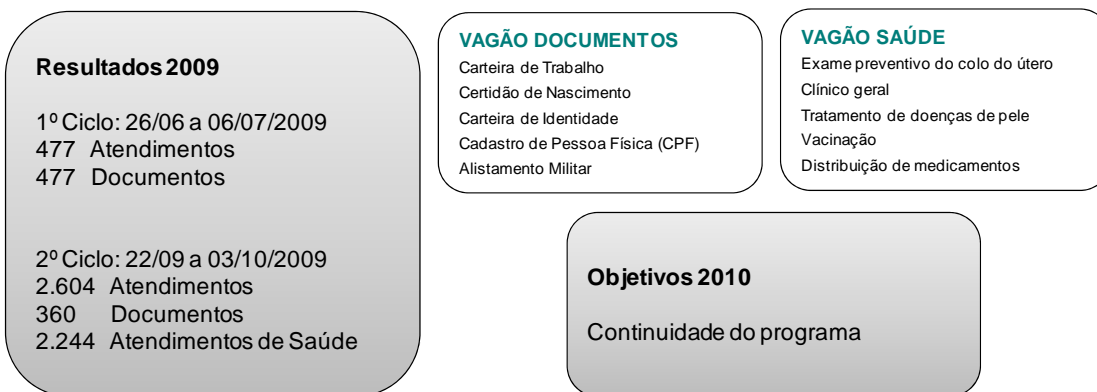 Resultados 2009
1º Ciclo: 26/06 a 06/07/2009
477 Atendimentos
477 Documentos
2º Ciclo: 22/09 a 03/10/2009
2.604 Atendimentos
360 Documentos
2.244 Atendimentos de Saúde
VAGÃO DOCUMENTOS
Carteira de Trabalho
Certidão de Nascimento
Carteira de Identidade
Cadastro de Pessoa Física (CPF)
Alistamento Militar
VAGÃO SAÚDE
Exame preventivo do colo do útero
Clínico geral
Tratamento de doenças de pele
Vacinação
Distribuição de medicamentos
Objetivos 2010
Continuidade do programa